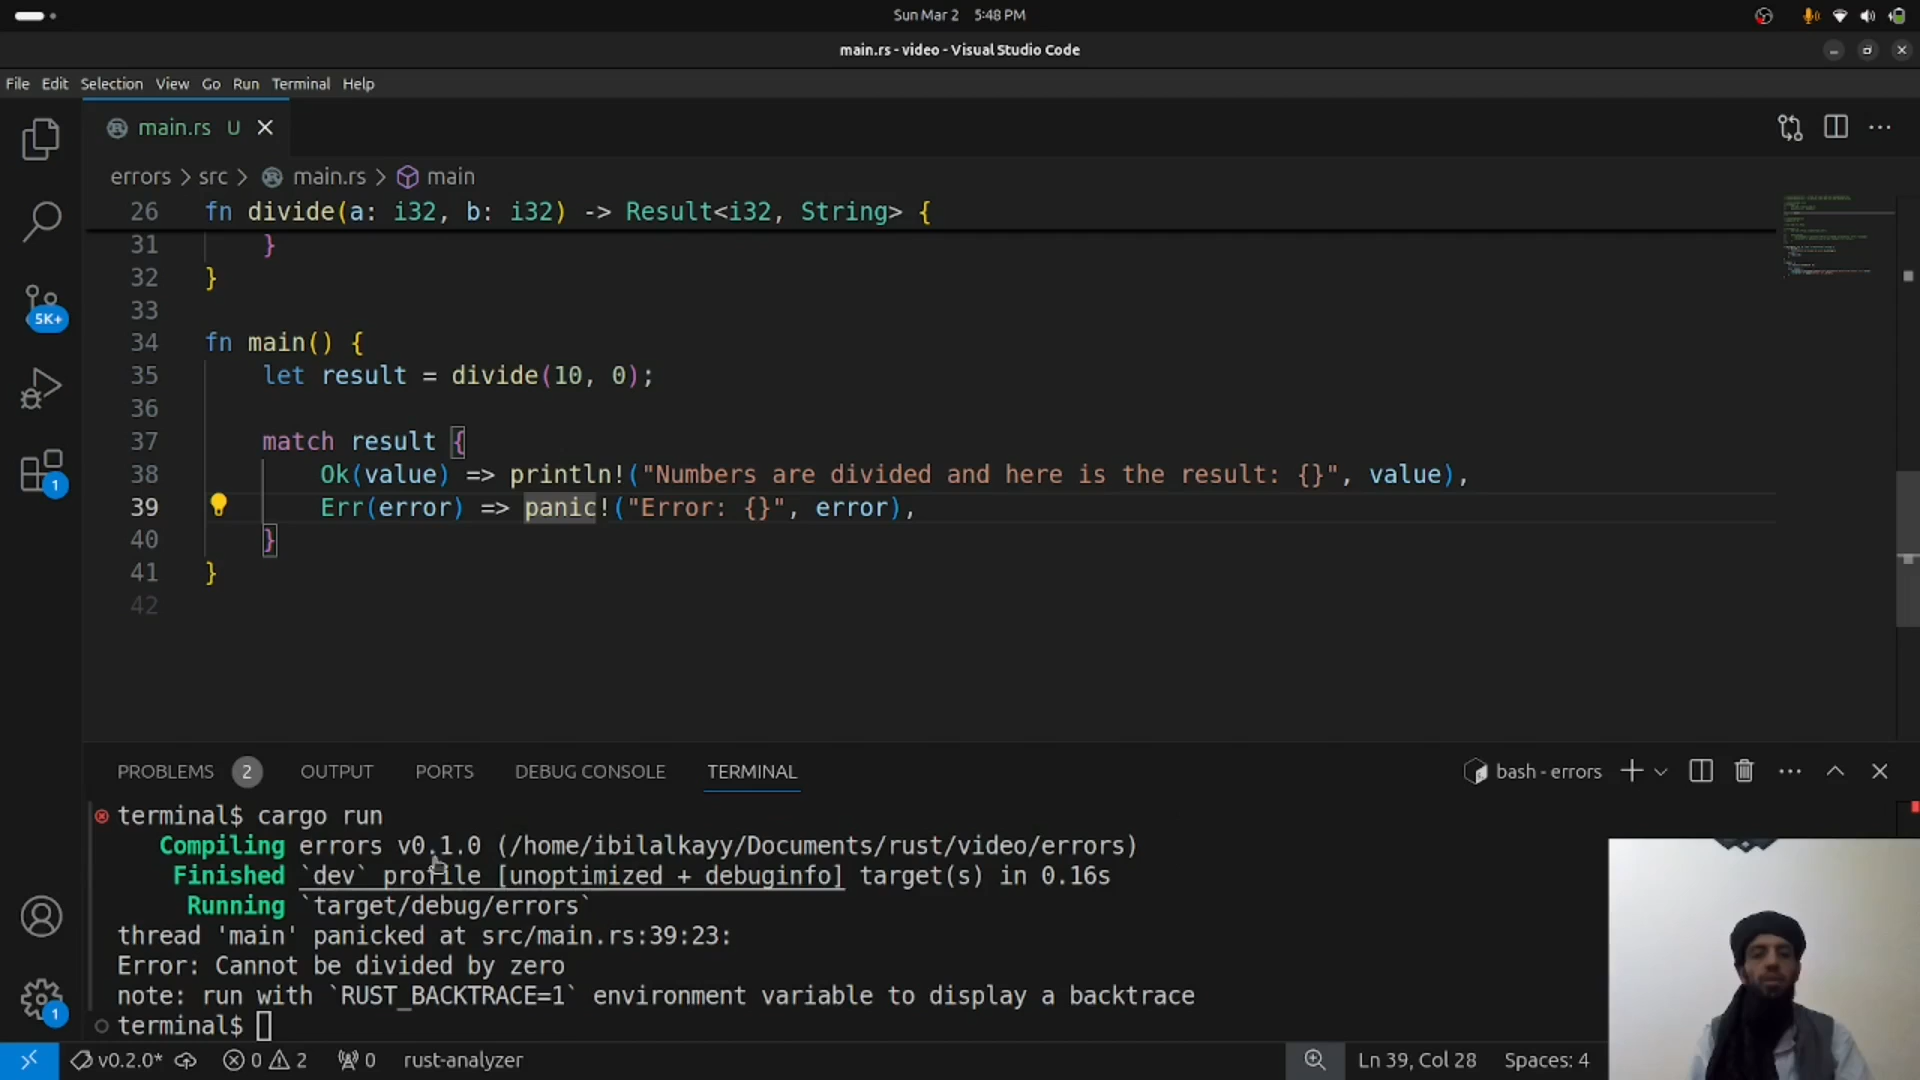 Sun Mar 2 5:48 PM
main.rs - video - Visual Studio Code
File Edit Selection View Go Run Terminal Help
main.rs U
errors > src > main.rs > main
26 fn divide(a: i32, b: i32) -> Result<i32, String> {
31 }
32 }
33
34 fn main() {
35 let result = divide(10, 0);
36
37 match result {
38 Ok(value) => println!("Numbers are divided and here is the result: {}", value),
39 Err(error) => panic!("Error: {}", error),
40 }
41 }
42
5K+
1
PROBLEMS 2 OUTPUT PORTS DEBUG CONSOLE TERMINAL bash - errors
terminal$ cargo run
Compiling errors v0.1.0 (/home/ibilalkayy/Documents/rust/video/errors)
Finished `dev` profile [unoptimized + debuginfo] target(s) in 0.16s
Running `target/debug/errors`
thread 'main' panicked at src/main.rs:39:23:
Error: Cannot be divided by zero
note: run with `RUST_BACKTRACE=1` environment variable to display a backtrace
terminal$
1
v0.2.0* 0 2 0 rust-analyzer Ln 39, Col 28 Spaces: 4